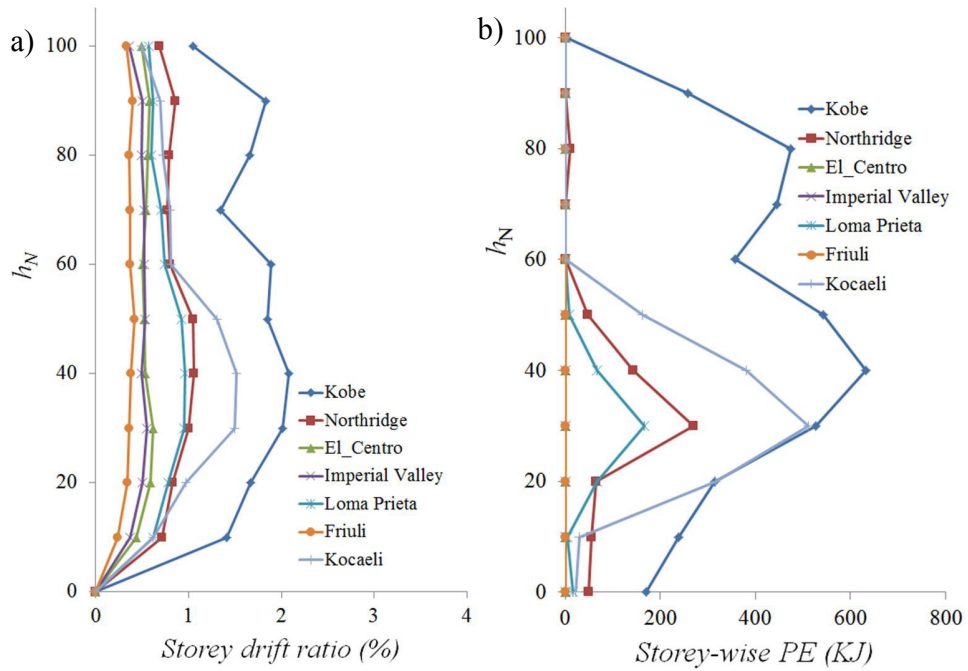 a)
100
80
60
40
20
0
h_N
0
1
2
3
4
Storey drift ratio (%)
Kobe
Northridge
El_Centro
Imperial Valley
Loma Prieta
Friuli
Kocaeli
b)
100
80
60
40
20
0
h_N
0
200
400
600
800
Storey-wise PE (KJ)
Kobe
Northridge
El_Centro
Imperial Valley
Loma Prieta
Friuli
Kocaeli